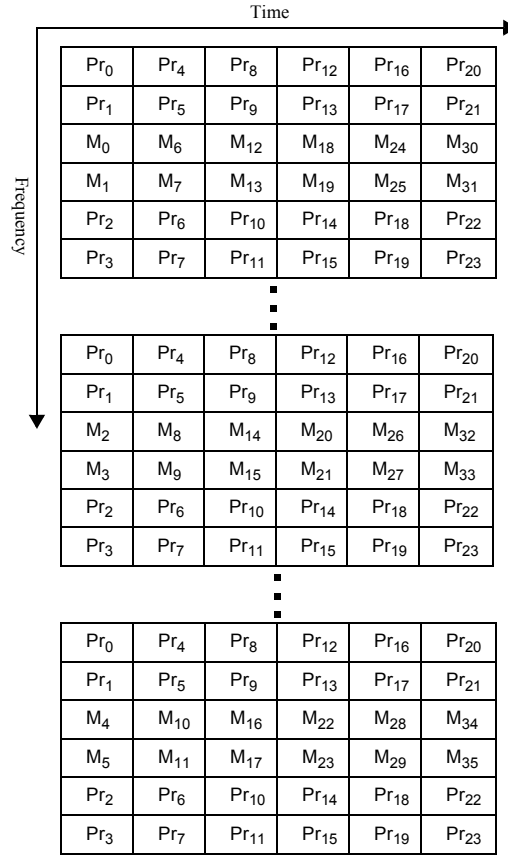 Time
Frequency
Pr0 Pr4 Pr8 Pr12 Pr16 Pr20
Pr1 Pr5 Pr9 Pr13 Pr17 Pr21
M0 M6 M12 M18 M24 M30
M1 M7 M13 M19 M25 M31
Pr2 Pr6 Pr10 Pr14 Pr18 Pr22
Pr3 Pr7 Pr11 Pr15 Pr19 Pr23
Pr0 Pr4 Pr8 Pr12 Pr16 Pr20
Pr1 Pr5 Pr9 Pr13 Pr17 Pr21
M2 M8 M14 M20 M26 M32
M3 M9 M15 M21 M27 M33
Pr2 Pr6 Pr10 Pr14 Pr18 Pr22
Pr3 Pr7 Pr11 Pr15 Pr19 Pr23
Pr0 Pr4 Pr8 Pr12 Pr16 Pr20
Pr1 Pr5 Pr9 Pr13 Pr17 Pr21
M4 M10 M16 M22 M28 M34
M5 M11 M17 M23 M29 M35
Pr2 Pr6 Pr10 Pr14 Pr18 Pr22
Pr3 Pr7 Pr11 Pr15 Pr19 Pr23